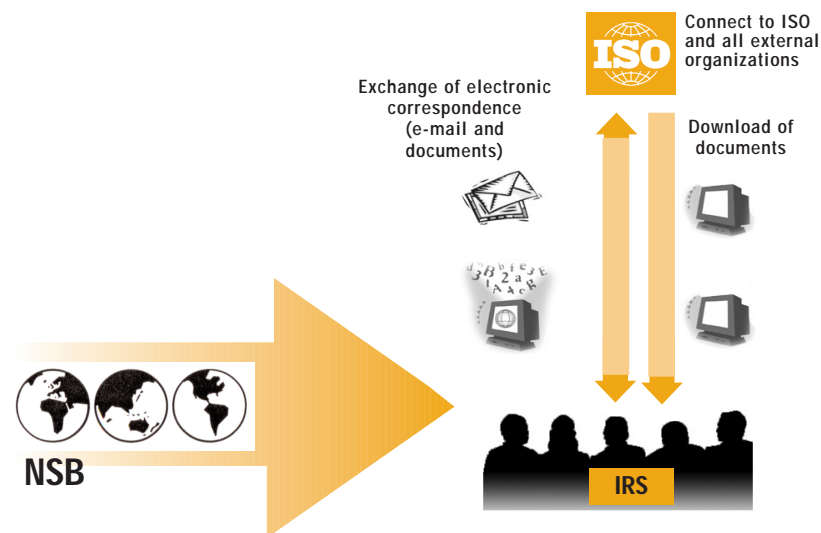 ISO
Connect to ISO
and all external
organizations
Exchange of electronic
correspondence
(e-mail and
documents)
Download of
documents
NSB
IRS